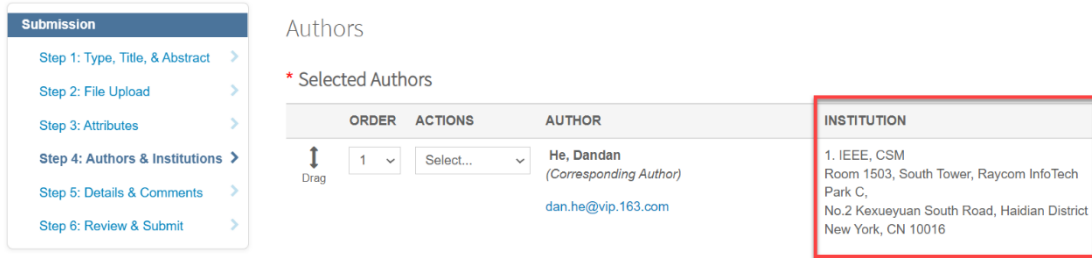 Submission
Step 1: Type, Title, & Abstract
Step 2: File Upload
Step 3: Attributes
Step 4: Authors & Institutions
Step 5: Details & Comments
Step 6: Review & Submit
Authors
* Selected Authors
ORDER ACTIONS AUTHOR INSTITUTION
Drag
1
Select...
He, Dandan
(Corresponding Author)
dan.he@vip.163.com
1. IEEE, CSM
Room 1503, South Tower, Raycom InfoTech
Park C,
No.2 Kexueyuan South Road, Haidian District
New York, CN 10016